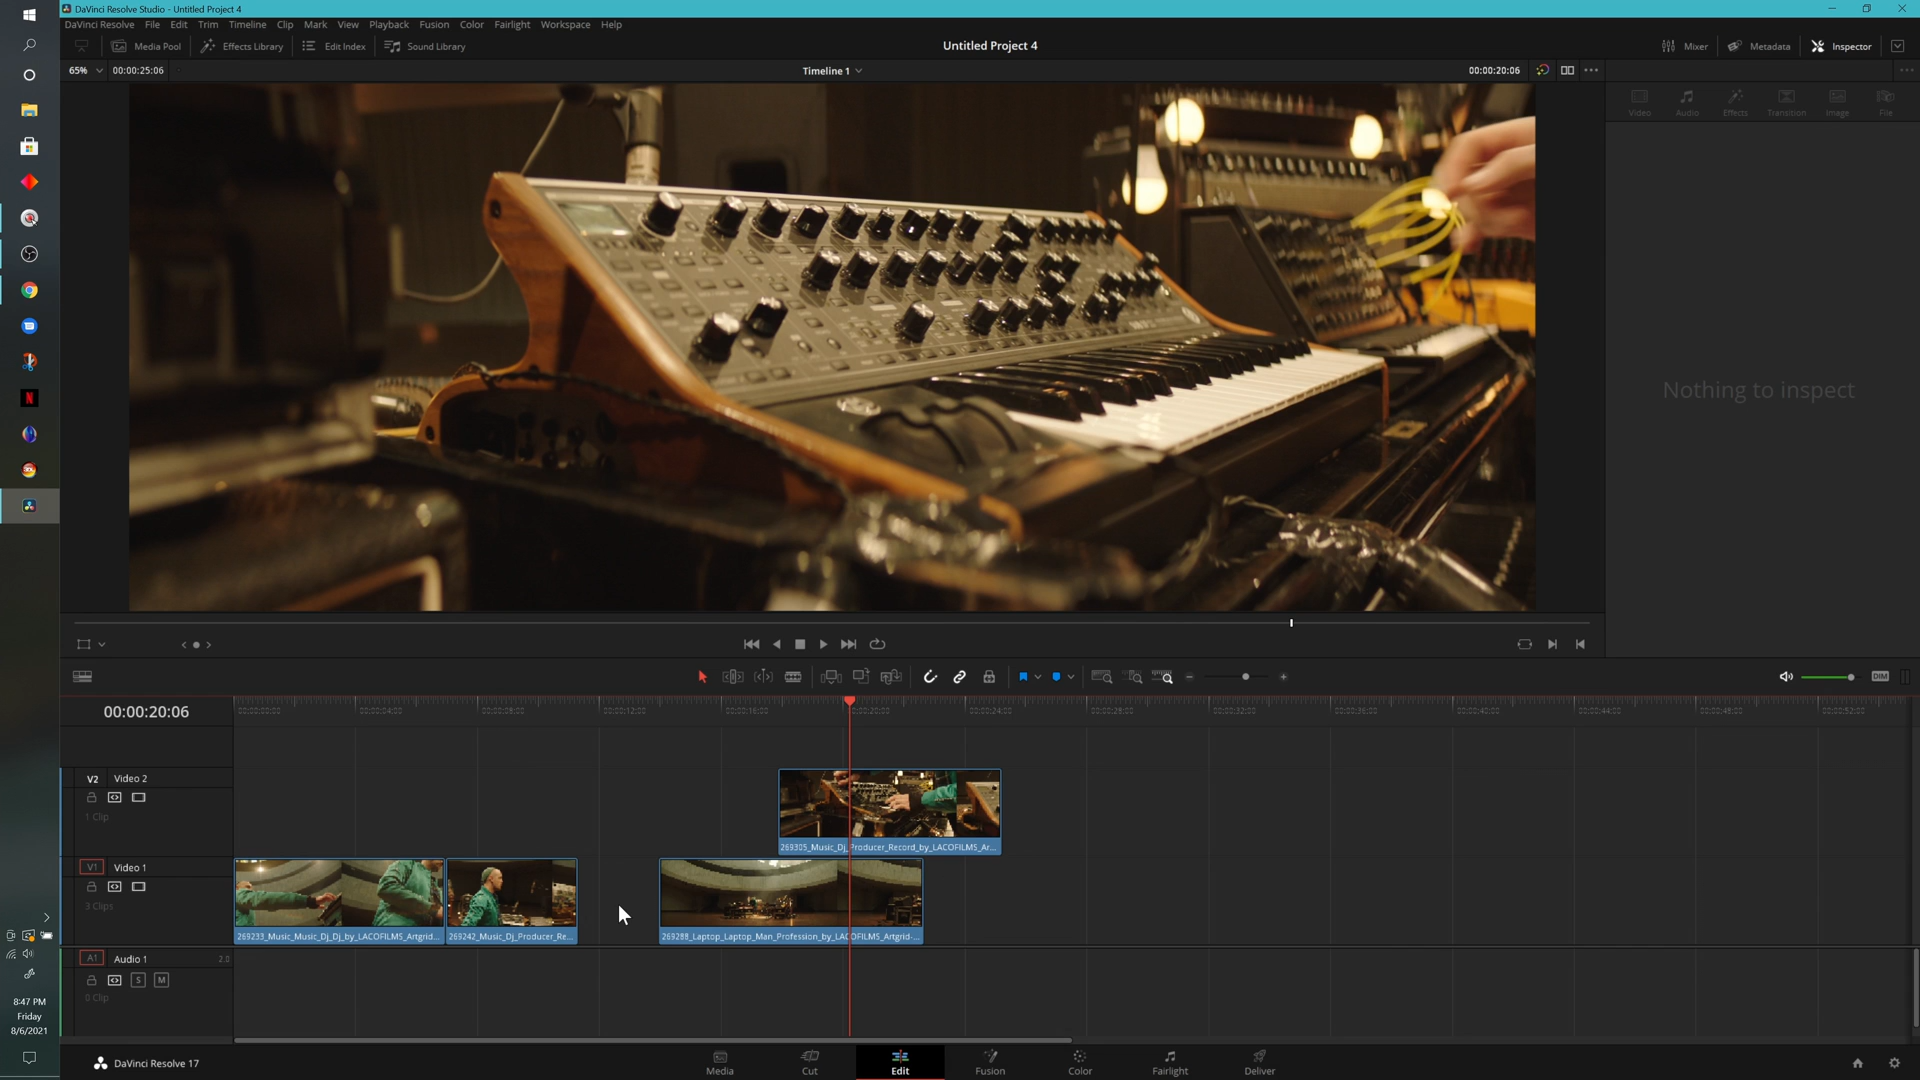 DaVinci Resolve Studio - Untitled Project 4
DaVinci Resolve File Edit Trim Timeline Clip Mark View Playback Fusion Color Fairlight Workspace Help
Media Pool Effects Library Edit Index Sound Library Untitled Project 4 Mixer Metadata Inspector
65% 00:00:25:06 Timeline 1 00:00:20:06
Video Audio Effects Transition Image File
Nothing to inspect
DIM
00:00:20:06
V2 Video 2
1 Clip
269305_Music_Dj_Producer_Record_by_LACOFILMS_Ar...
V1 Video 1
3 Clips
269233_Music_Music_Dj_Dj_by_LACOFILMS_Artgrid... 269242_Music_Dj_Producer_Re... 269288_Laptop_Laptop_Man_Profession_by_LACOFILMS_Artgrid-...
A1 Audio 1 2.0
S M
0 Clip
8:47 PM
Friday
8/6/2021
DaVinci Resolve 17
Media Cut Edit Fusion Color Fairlight Deliver